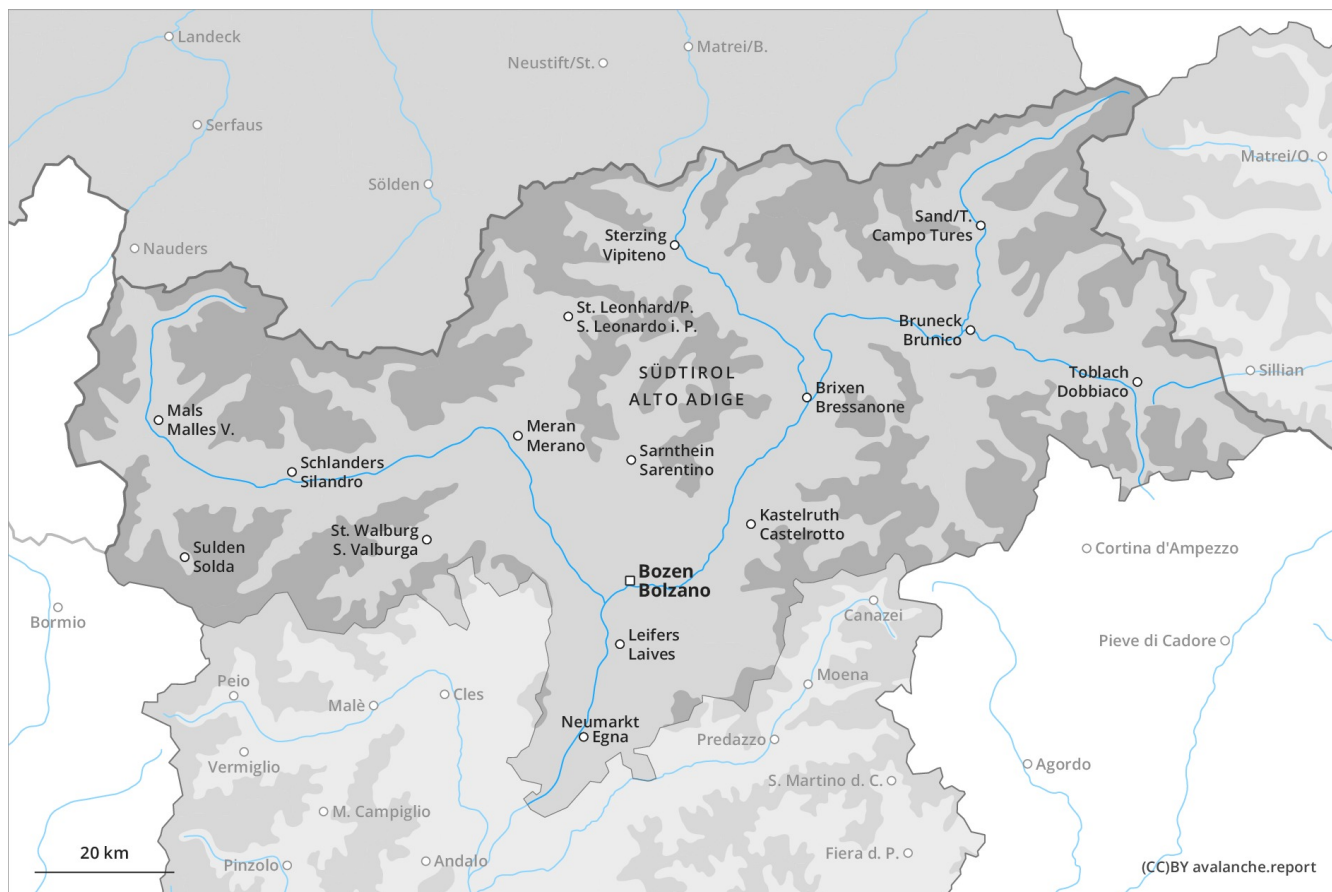 Landeck
Matrei/B.
Neustift/St.
Serfaus
Matrei/O.
Sölden
Sand/T.
Campo Tures
Sterzing
Vipiteno
Nauders
St. Leonhard/P.
S. Leonardo i. P.
Bruneck
Brunico
SÜDTIROL
ALTO ADIGE
Toblach
Dobbiaco
Sillian
Brixen
Bressanone
Mals
Malles V.
Meran
Merano
Sarnthein
Sarentino
Schlanders
Silandro
Kastelruth
Castelrotto
St. Walburg
S. Valburga
Sulden
Solda
Cortina d'Ampezzo
Bozen
Bolzano
Bormio
Canazei
Leifers
Laives
Pieve di Cadore
Peio
Moena
Malè
Cles
Neumarkt
Egna
Predazzo
Vermiglio
Agordo
S. Martino d. C.
M. Campiglio
20 km
Pinzolo
Andalo
Fiera d. P.
(CC)BY avalanche.report